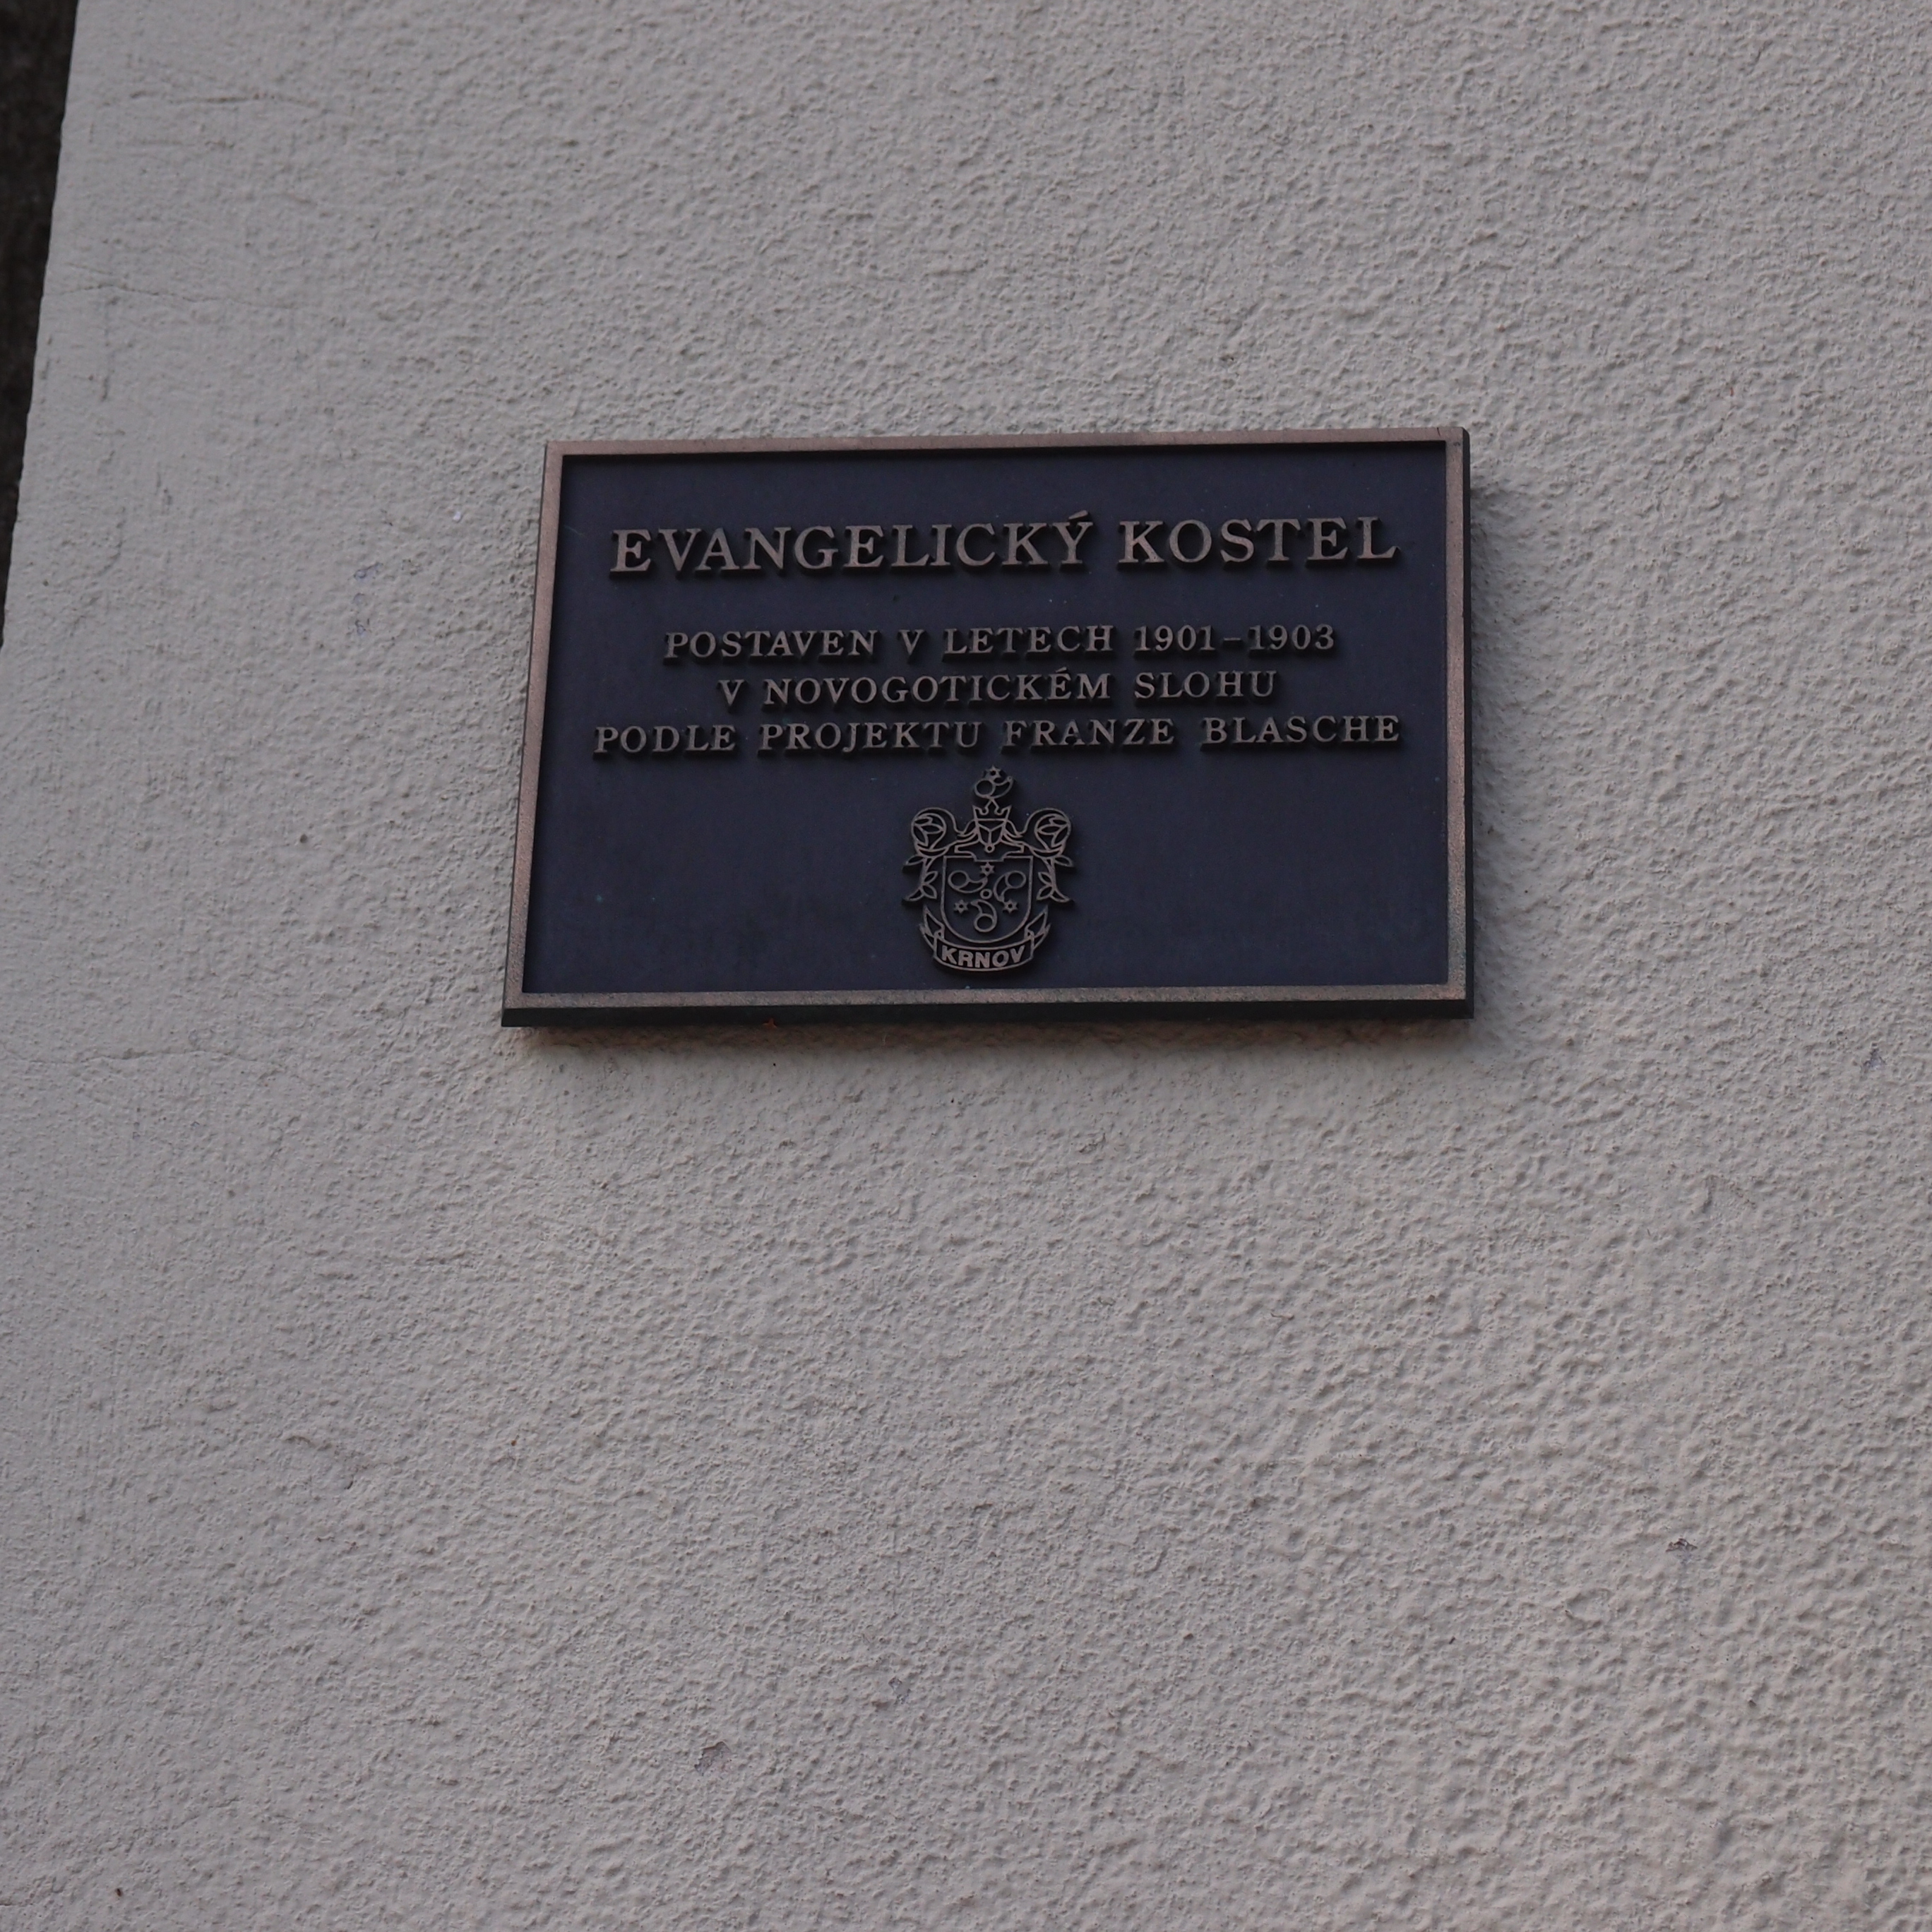 EVANGELICKÝ KOSTEL
POSTAVEN V LETECH 1901–1903
V NOVOGOTICKÉM SLOHU
PODLE PROJEKTU FRANZE BLASCHE
KRNOV